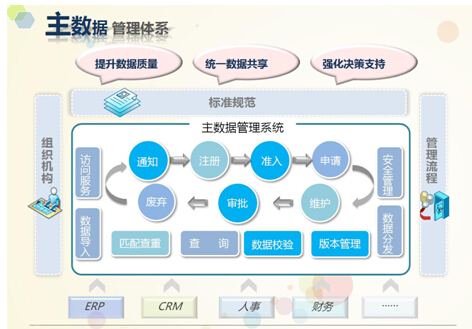 主数据 管理体系
提升数据质量
统一数据共享
强化决策支持
标准规范
组织机构
管理流程
主数据管理系统
访问服务
通知
注册
准入
申请
安全管理
数据导入
废弃
审批
维护
数据分发
匹配查重
查 询
数据校验
版本管理
ERP
CRM
人事
财务
……